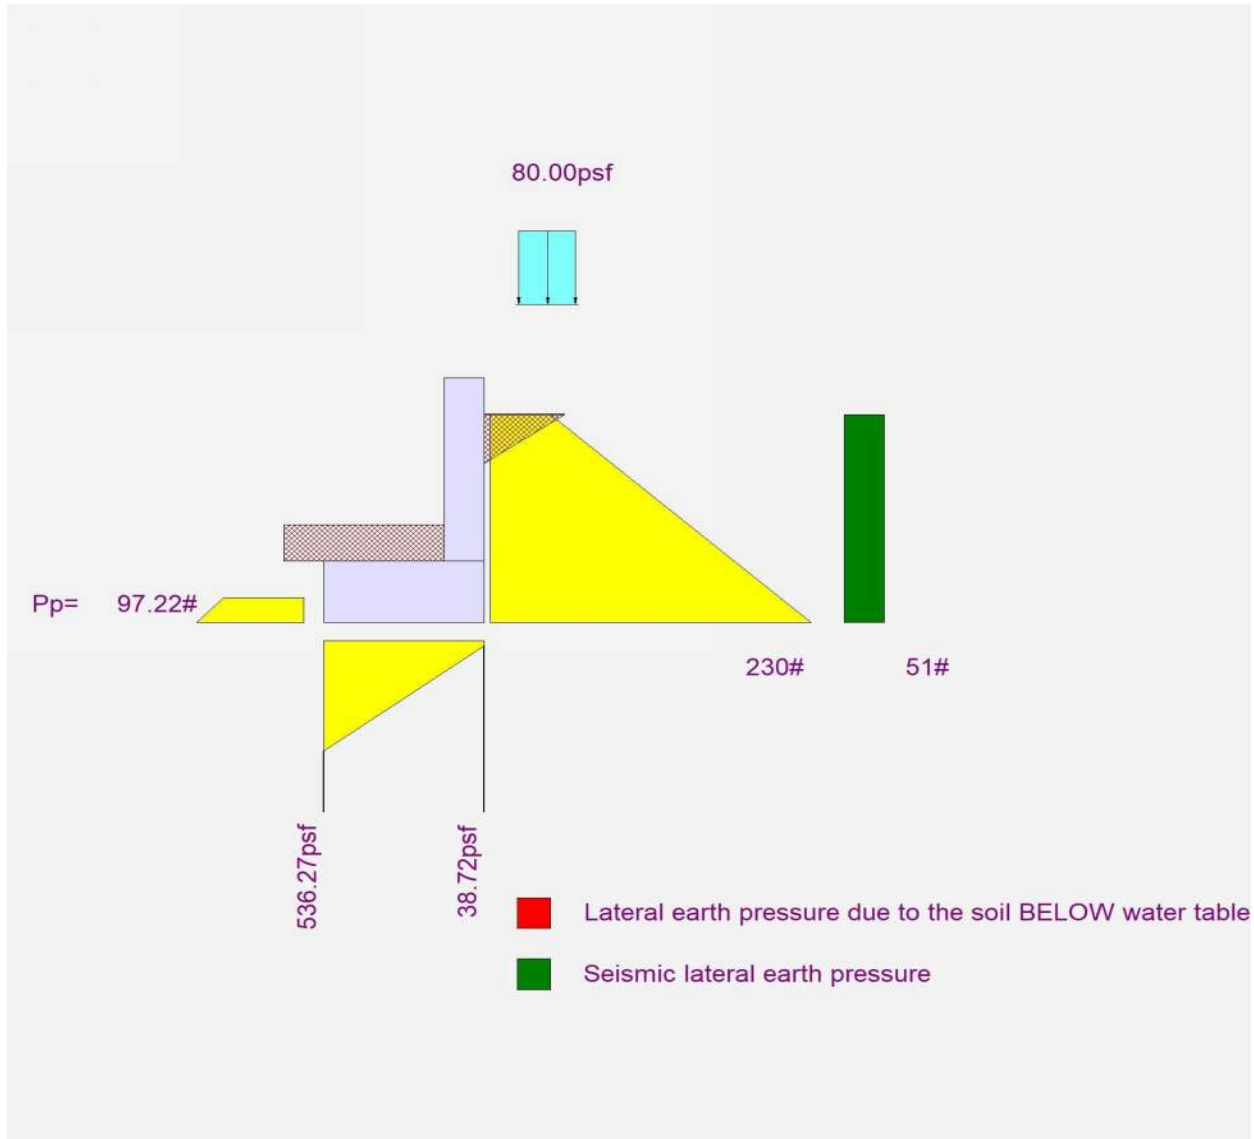 80.00psf
Pp= 97.22#
230# 51#
536.27psf
38.72psf
Lateral earth pressure due to the soil BELOW water table
Seismic lateral earth pressure